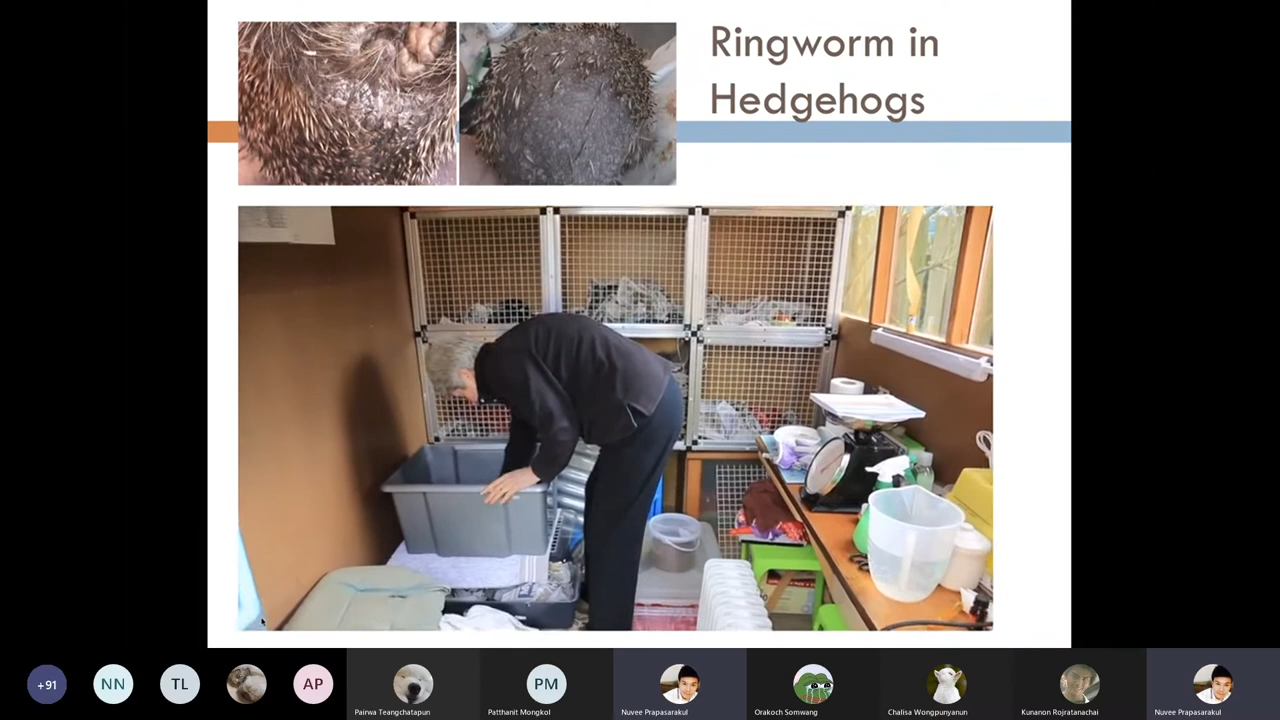 Ringworm in
Hedgehogs
+91
NN
TL
AP
Pairwa Teangchatapun
PM
Patthanit Mongkol
Nuvee Prapasarakul
Orakoch Somwang
Chalisa Wongpunyanun
Kunanon Rojratanachai
Nuvee Prapasarakul